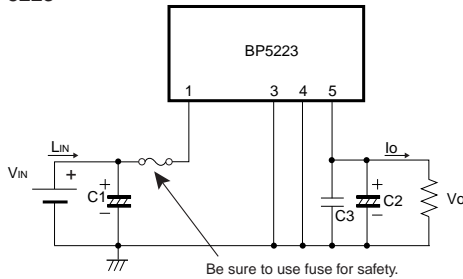 BP5223
1 3 4 5
LIN
Io
VIN
+
+
+
C1
C3
C2
Vo
−
−
Be sure to use fuse for safety.